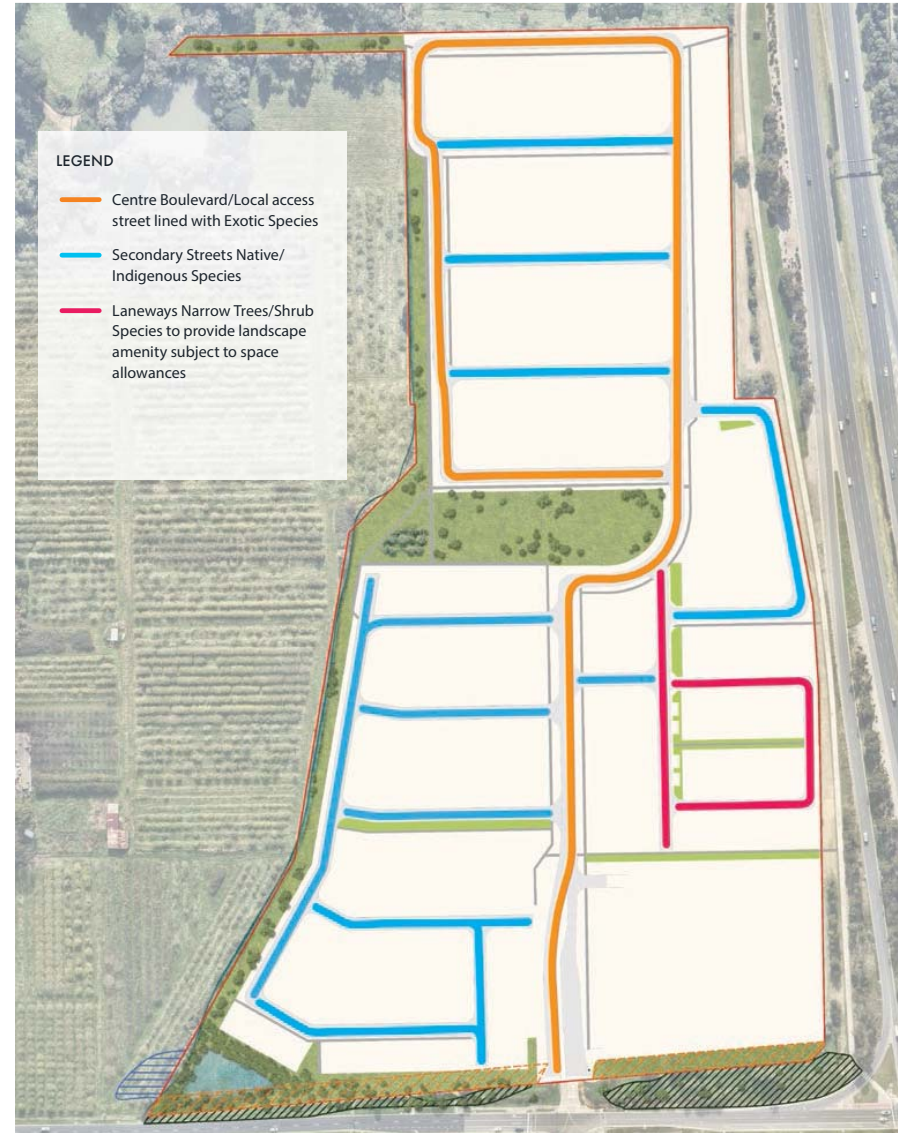 LEGEND
Centre Boulevard/Local access
street lined with Exotic Species
Secondary Streets Native/
Indigenous Species
Laneways Narrow Trees/Shrub
Species to provide landscape
amenity subject to space
allowances